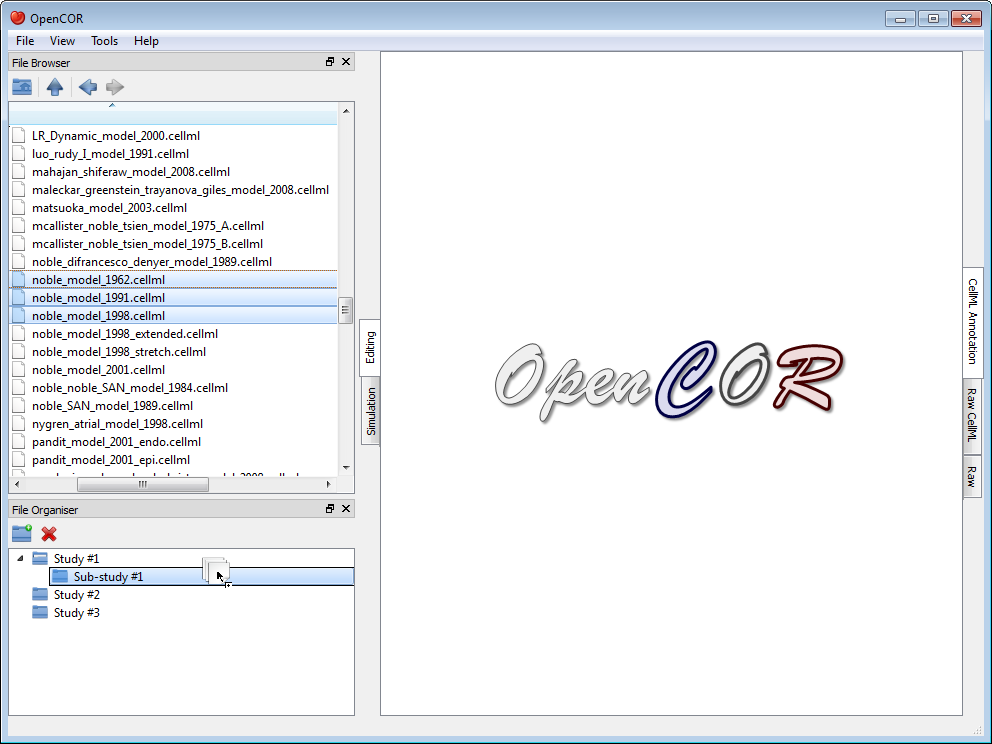 OpenCOR
File View Tools Help
File Browser
LR_Dynamic_model_2000.cellml
luo_rudy_I_model_1991.cellml
mahajan_shiferaw_model_2008.cellml
maleckar_greenstein_trayanova_giles_model_2008.cellml
matsuoka_model_2003.cellml
mcallister_noble_tsien_model_1975_A.cellml
mcallister_noble_tsien_model_1975_B.cellml
noble_difrancesco_denyer_model_1989.cellml
noble_model_1962.cellml
noble_model_1991.cellml
noble_model_1998.cellml
noble_model_1998_extended.cellml
noble_model_1998_stretch.cellml
noble_model_2001.cellml
noble_noble_SAN_model_1984.cellml
noble_SAN_model_1989.cellml
nygren_atrial_model_1998.cellml
pandit_model_2001_endo.cellml
pandit_model_2001_epi.cellml
File Organiser
Study #1
Sub-study #1
Study #2
Study #3
Editing
Simulation
OpenCOR
CellML Annotation
Raw CellML
Raw